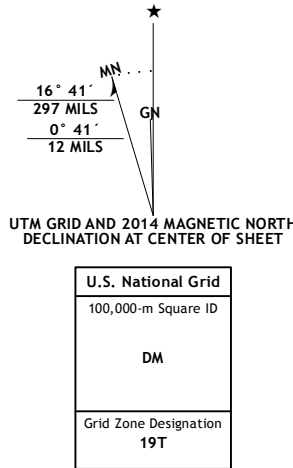 ★
MN
16° 41´
297 MILS
GN
0° 41´
12 MILS
UTM GRID AND 2014 MAGNETIC NORTH
DECLINATION AT CENTER OF SHEET
U.S. National Grid
100,000-m Square ID
DM
Grid Zone Designation
19T